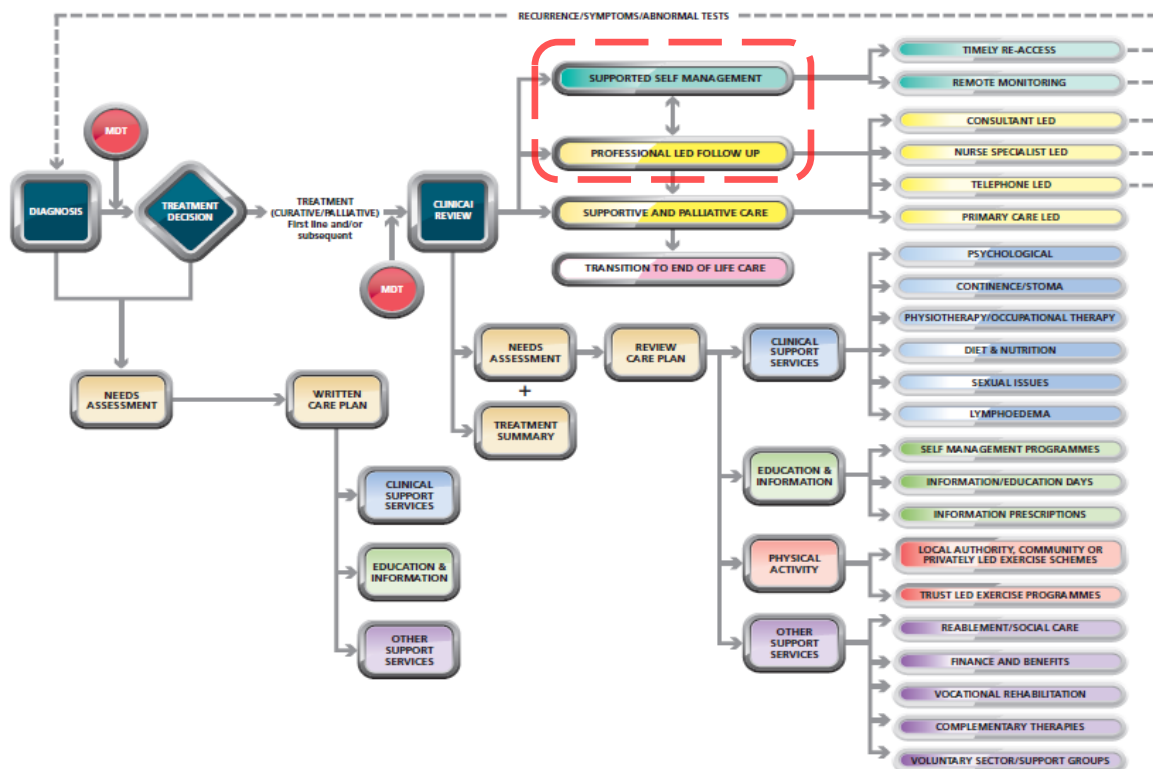 RECURRENCE/SYMPTOMS/ABNORMAL TESTS
MDT
DIAGNOSIS
TREATMENT
DECISION
TREATMENT
(CURATIVE/PALLIATIVE)
First line and/or
subsequent
MDT
CLINICAL
REVIEW
SUPPORTED SELF MANAGEMENT
PROFESSIONAL LED FOLLOW UP
SUPPORTIVE AND PALLIATIVE CARE
TRANSITION TO END OF LIFE CARE
TIMELY RE-ACCESS
REMOTE MONITORING
CONSULTANT LED
NURSE SPECIALIST LED
TELEPHONE LED
PRIMARY CARE LED
NEEDS
ASSESSMENT
WRITTEN
CARE PLAN
CLINICAL
SUPPORT
SERVICES
EDUCATION &
INFORMATION
OTHER
SUPPORT
SERVICES
NEEDS
ASSESSMENT
+
TREATMENT
SUMMARY
REVIEW
CARE PLAN
CLINICAL
SUPPORT
SERVICES
PSYCHOLOGICAL
CONTINENCE/STOMA
PHYSIOTHERAPY/OCCUPATIONAL THERAPY
DIET & NUTRITION
SEXUAL ISSUES
LYMPHOEDEMA
EDUCATION &
INFORMATION
SELF MANAGEMENT PROGRAMMES
INFORMATION/EDUCATION DAYS
INFORMATION PRESCRIPTIONS
PHYSICAL
ACTIVITY
LOCAL AUTHORITY, COMMUNITY OR
PRIVATELY LED EXERCISE SCHEMES
TRUST LED EXERCISE PROGRAMMES
OTHER
SUPPORT
SERVICES
REABLEMENT/SOCIAL CARE
FINANCE AND BENEFITS
VOCATIONAL REHABILITATION
COMPLEMENTARY THERAPIES
VOLUNTARY SECTOR/SUPPORT GROUPS